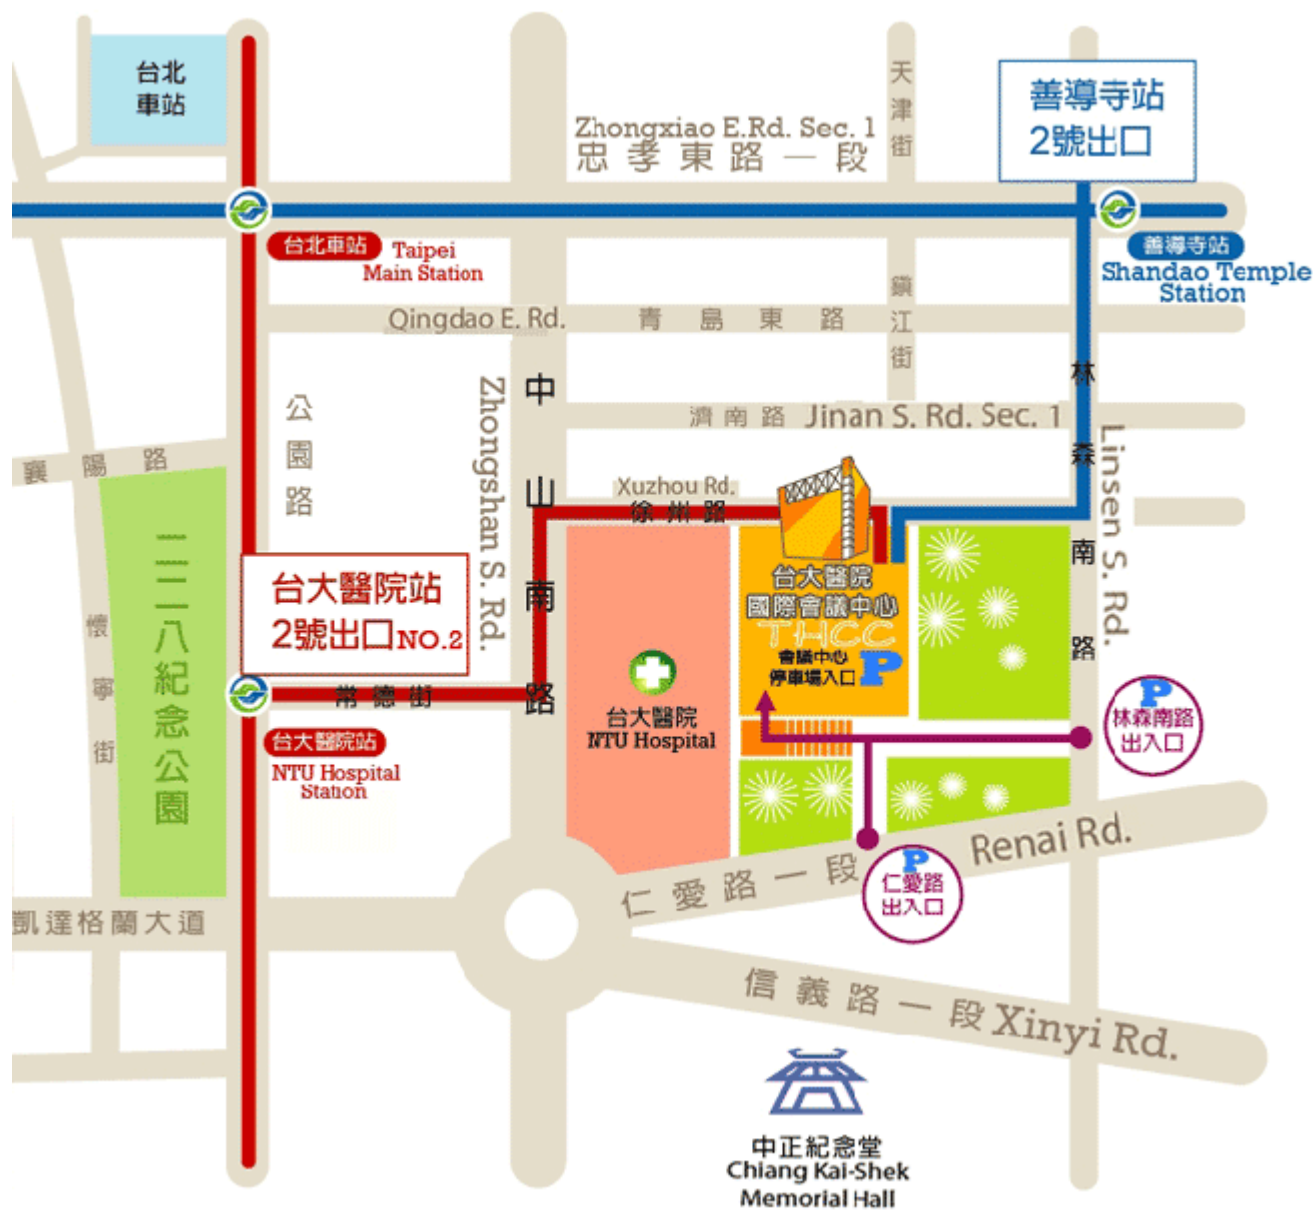 台北
車站
天津街
善導寺站
2號出口
Zhongxiao E.Rd. Sec. 1
忠孝東路一段
台北車站
Taipei
Main Station
善導寺站
Shandao Temple
Station
Qingdao E. Rd.
青島東路
鎮江街
公園路
中山南路
Zhongshan S. Rd.
濟南路 Jinan S. Rd. Sec. 1
林森南路
Linsen S. Rd.
襄陽路
Xuzhou Rd.
徐州路
二二八紀念公園
懷寧街
台大醫院站
2號出口NO.2
台大醫院
國際會議中心
THCC
會議中心
停車場入口 P
常德街
台大醫院
NTU Hospital
台大醫院站
NTU Hospital
Station
P
林森南路
出入口
Renai Rd.
仁愛路一段
P
仁愛路
出入口
凱達格蘭大道
信義路一段 Xinyi Rd.
中正紀念堂
Chiang Kai-Shek
Memorial Hall